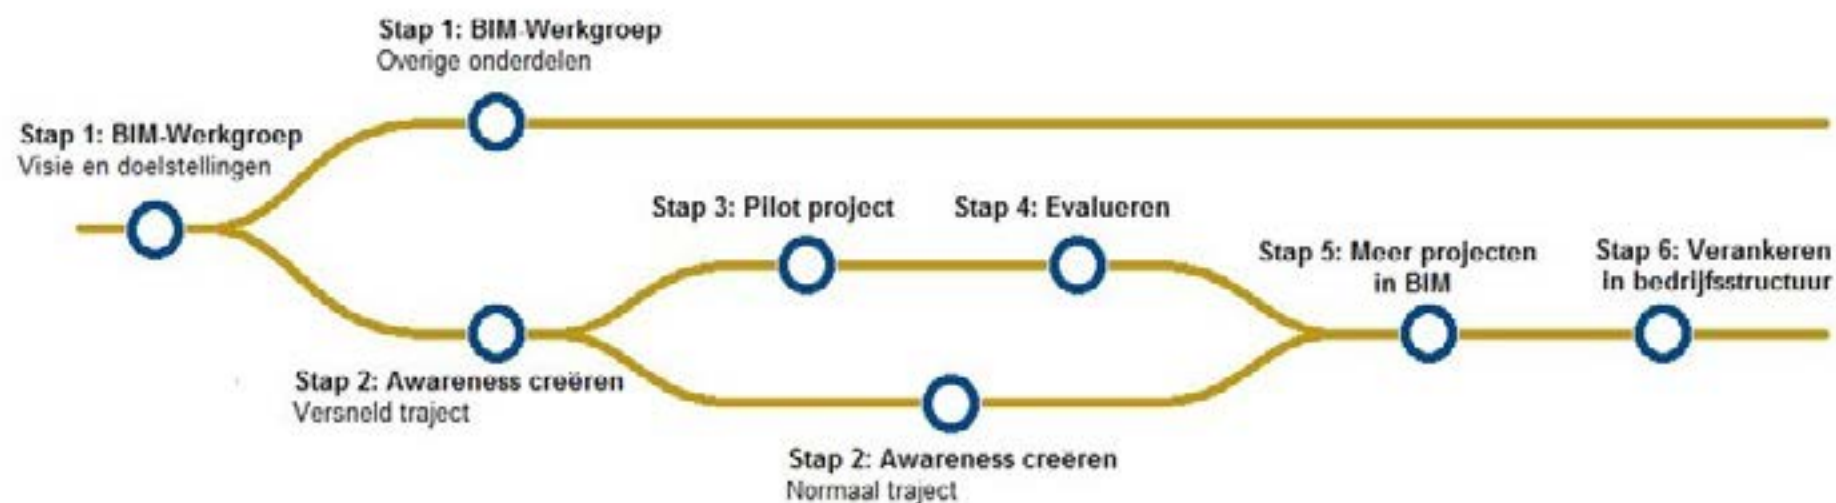 Stap 1: BIM-Werkgroep
Visie en doelstellingen
Stap 1: BIM-Werkgroep
Overige onderdelen
Stap 2: Awareness creëren
Versneld traject
Stap 3: Pilot project
Stap 4: Evalueren
Stap 2: Awareness creëren
Normaal traject
Stap 5: Meer projecten
in BIM
Stap 6: Verankeren
in bedrijfsstructuur